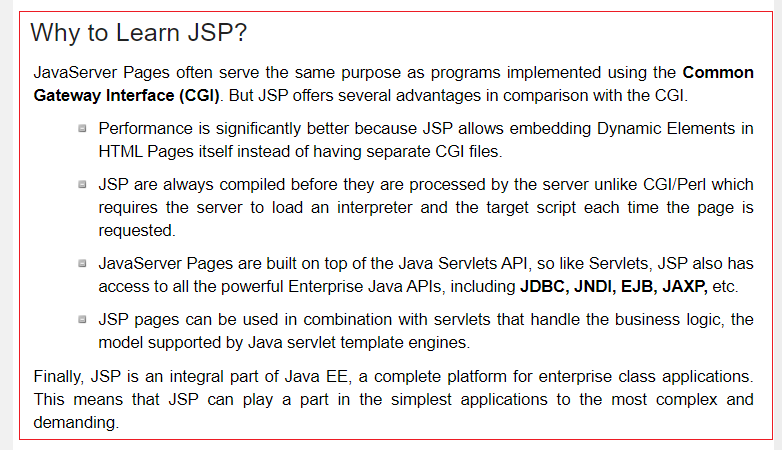 Why to Learn JSP?
JavaServer Pages often serve the same purpose as programs implemented using the Common
Gateway Interface (CGI). But JSP offers several advantages in comparison with the CGI.
Performance is significantly better because JSP allows embedding Dynamic Elements in
HTML Pages itself instead of having separate CGI files.
JSP are always compiled before they are processed by the server unlike CGI/Perl which
requires the server to load an interpreter and the target script each time the page is
requested.
JavaServer Pages are built on top of the Java Servlets API, so like Servlets, JSP also has
access to all the powerful Enterprise Java APIs, including JDBC, JNDI, EJB, JAXP, etc.
JSP pages can be used in combination with servlets that handle the business logic, the
model supported by Java servlet template engines.
Finally, JSP is an integral part of Java EE, a complete platform for enterprise class applications.
This means that JSP can play a part in the simplest applications to the most complex and
demanding.